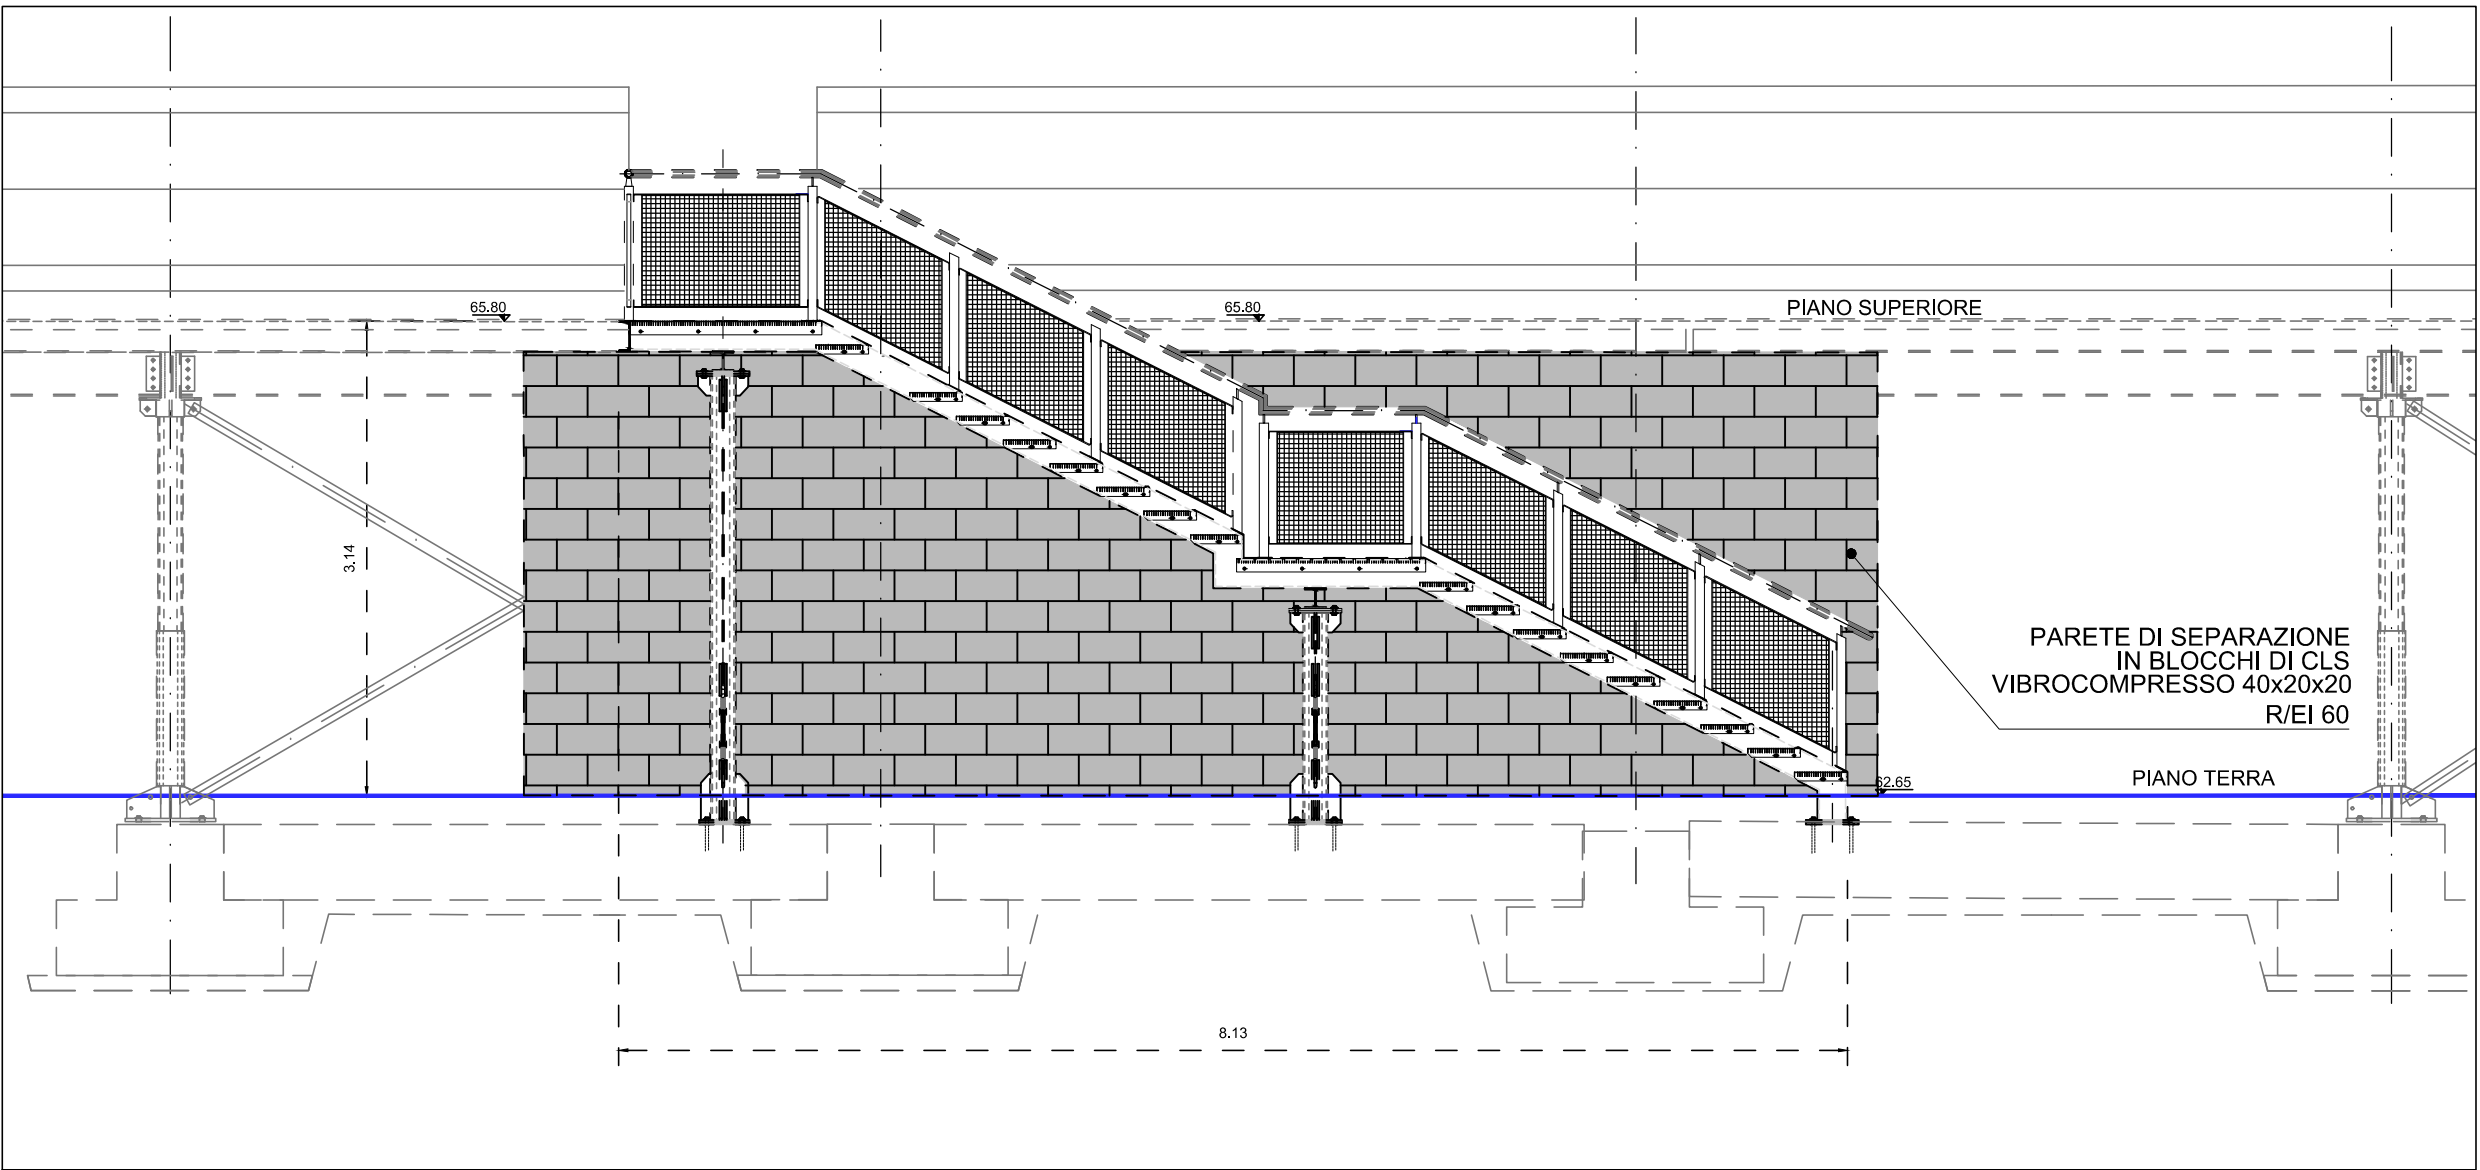 65.80
65.80
PIANO SUPERIORE
3.14
PARETE DI SEPARAZIONE
IN BLOCCHI DI CLS
VIBROCOMPRESSO 40x20x20
R/EI 60
PIANO TERRA
62.65
8.13